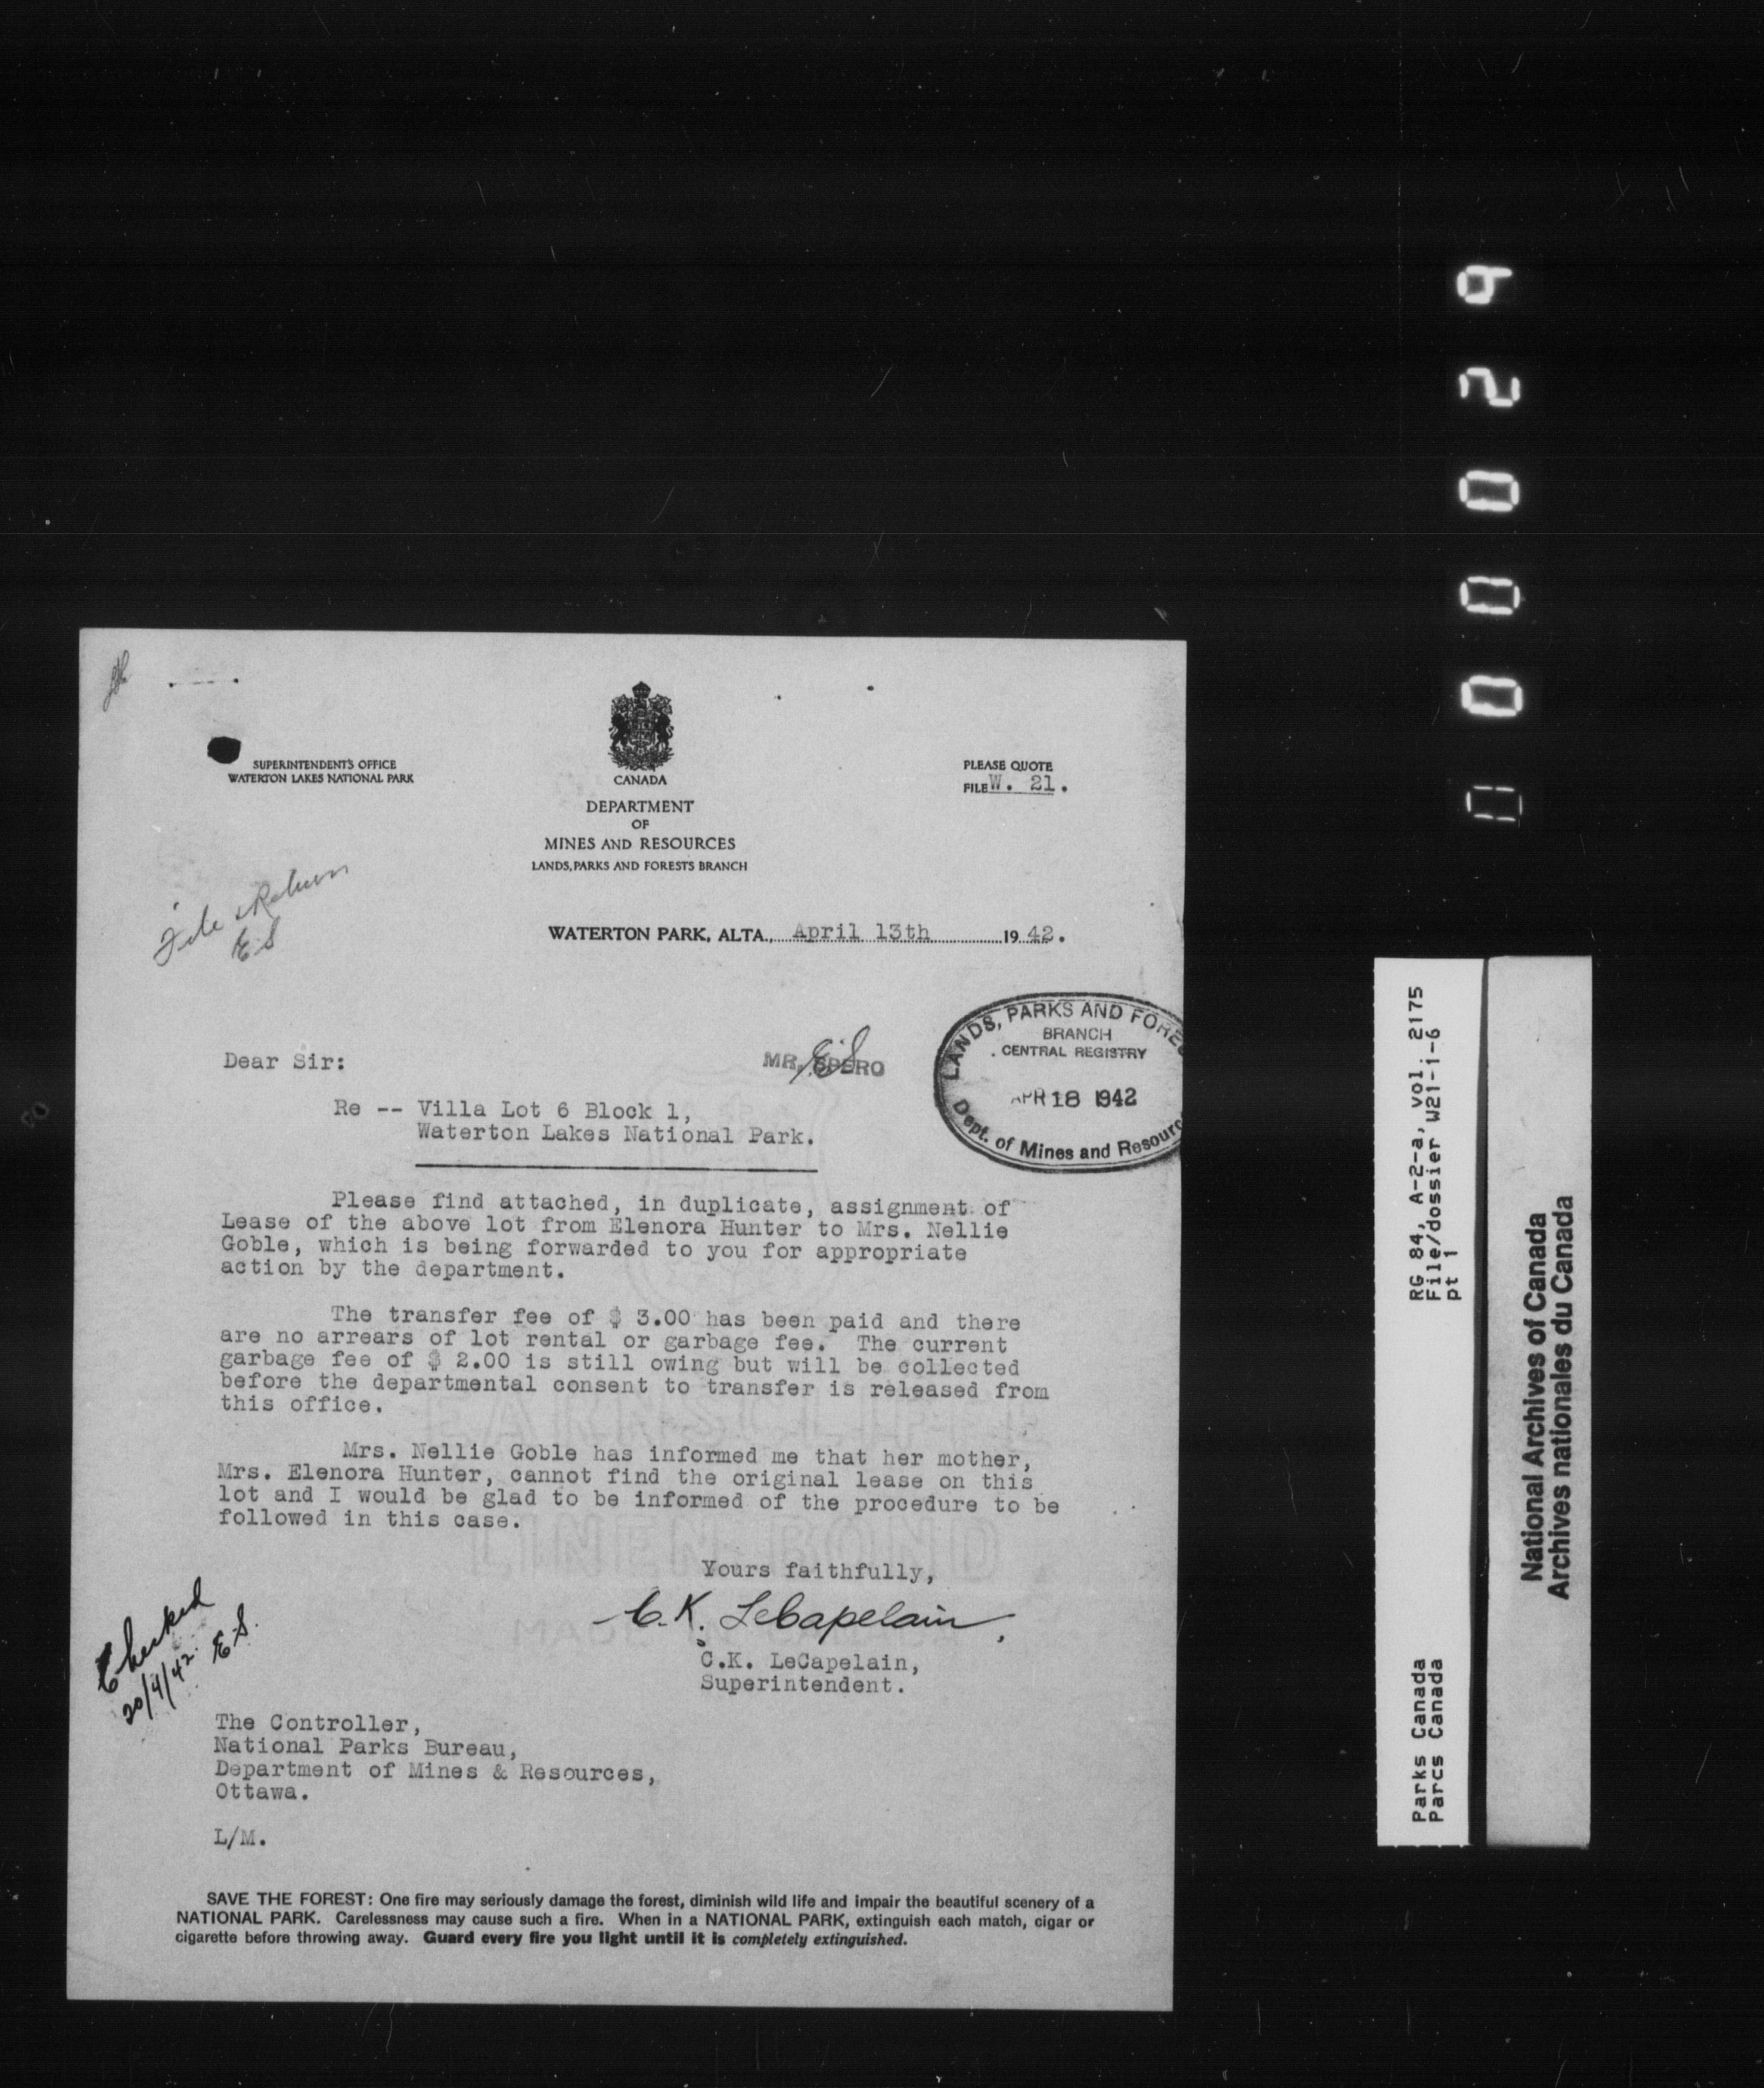 SUPERINTENDENT'S OFFICE
WATERTON LAKES NATIONAL PARK
CANADA
DEPARTMENT
OF
MINES AND RESOURCES
LANDS, PARKS AND FORESTS BRANCH
PLEASE QUOTE
FILE W. 21.
File & Return
E.S
WATERTON PARK, ALTA., April 13th 19 42.
LANDS, PARKS AND FORES
BRANCH
CENTRAL REGISTRY
APR 18 1942
Dept. of Mines and Resourc
Dear Sir:
MR. SPERO
ES
Re -- Villa Lot 6 Block 1,
Waterton Lakes National Park.
Please find attached, in duplicate, assignment of
Lease of the above lot from Elenora Hunter to Mrs. Nellie
Goble, which is being forwarded to you for appropriate
action by the department.
The transfer fee of $ 3.00 has been paid and there
are no arrears of lot rental or garbage fee. The current
garbage fee of $ 2.00 is still owing but will be collected
before the departmental consent to transfer is released from
this office.
Mrs. Nellie Goble has informed me that her mother,
Mrs. Elenora Hunter, cannot find the original lease on this
lot and I would be glad to be informed of the procedure to be
followed in this case.
Yours faithfully,
C.K. LeCapelain,
C.K. LeCapelain,
Superintendent.
Checked
20/4/42 E.S.
The Controller,
National Parks Bureau,
Department of Mines & Resources,
Ottawa.
L/M.
SAVE THE FOREST: One fire may seriously damage the forest, diminish wild life and impair the beautiful scenery of a
NATIONAL PARK. Carelessness may cause such a fire. When in a NATIONAL PARK, extinguish each match, cigar or
cigarette before throwing away. Guard every fire you light until it is completely extinguished.
000029
RG 84, A-2-a, vol. 2175
File/dossier W21-1-6
pt 1
Parks Canada
Parcs Canada
National Archives of Canada
Archives nationales du Canada